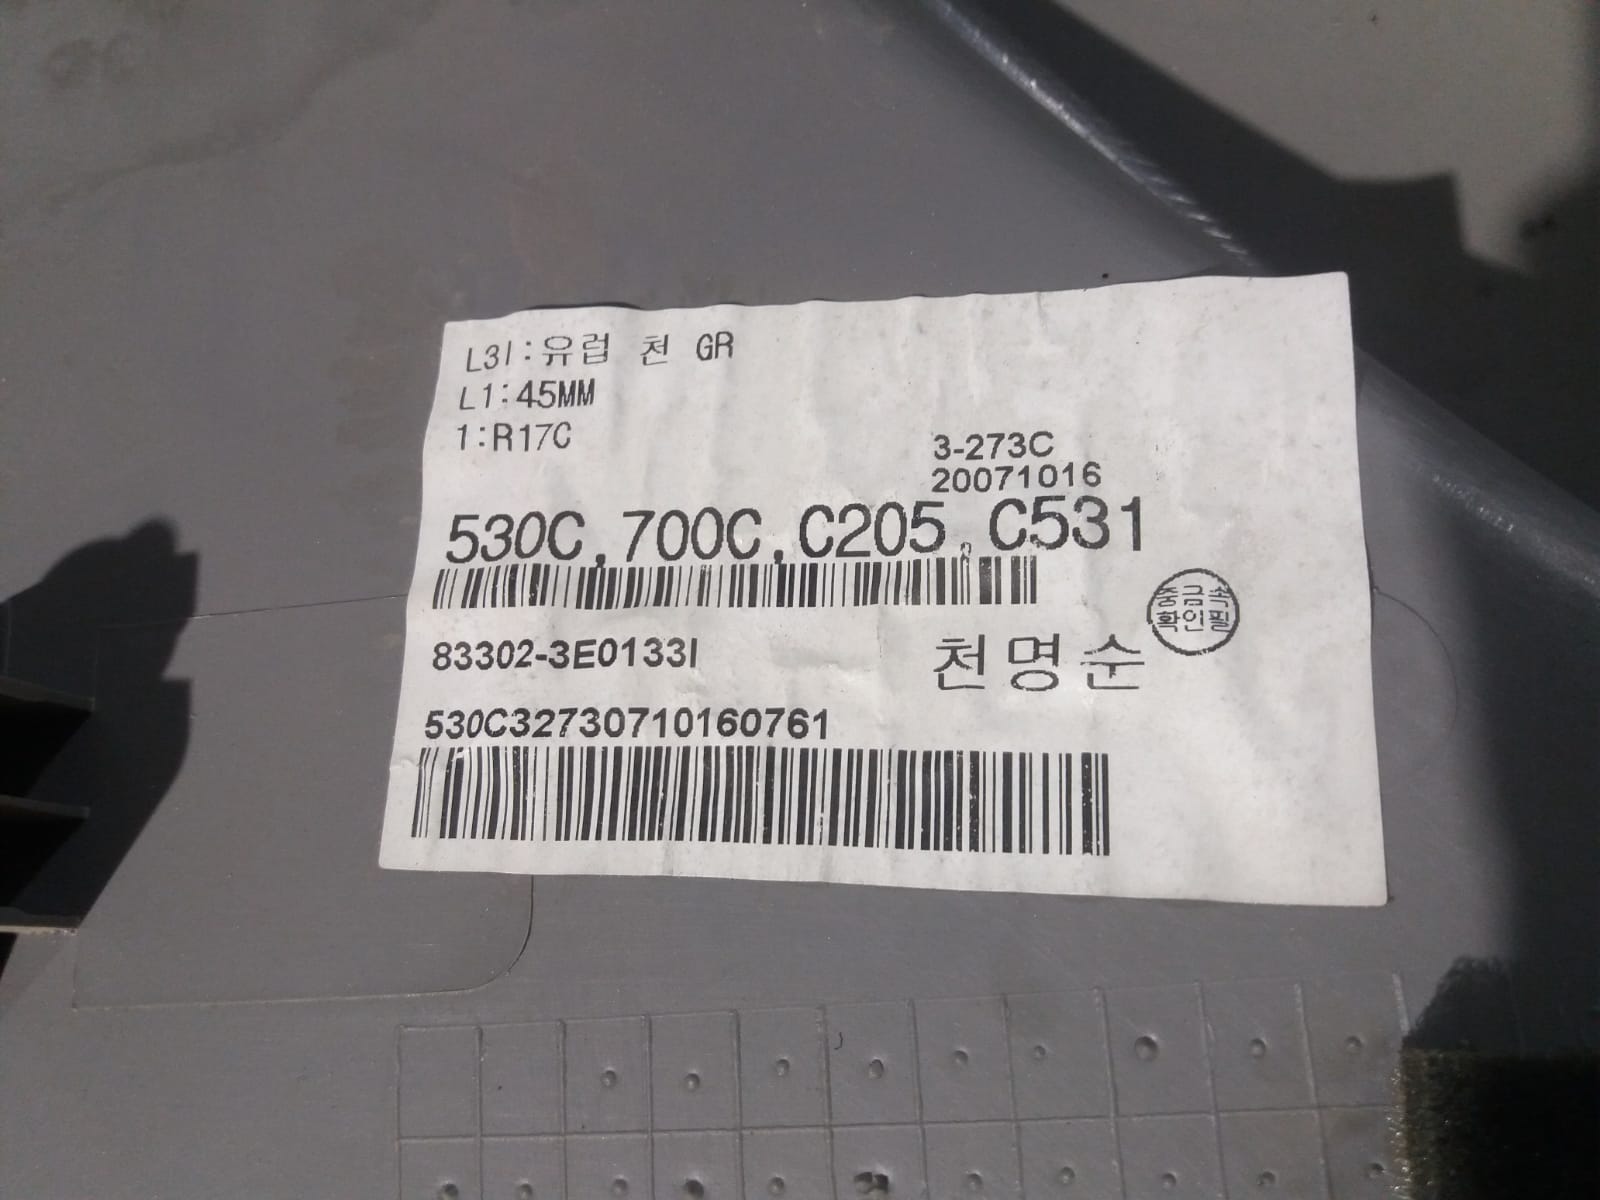 L3I:유럽 천 GR
L1:45MM
1:R17C
3-273C
20071016
530C,700C,C205,C531
83302-3E0133I
천명순
중금속
확인필
530C32730710160761